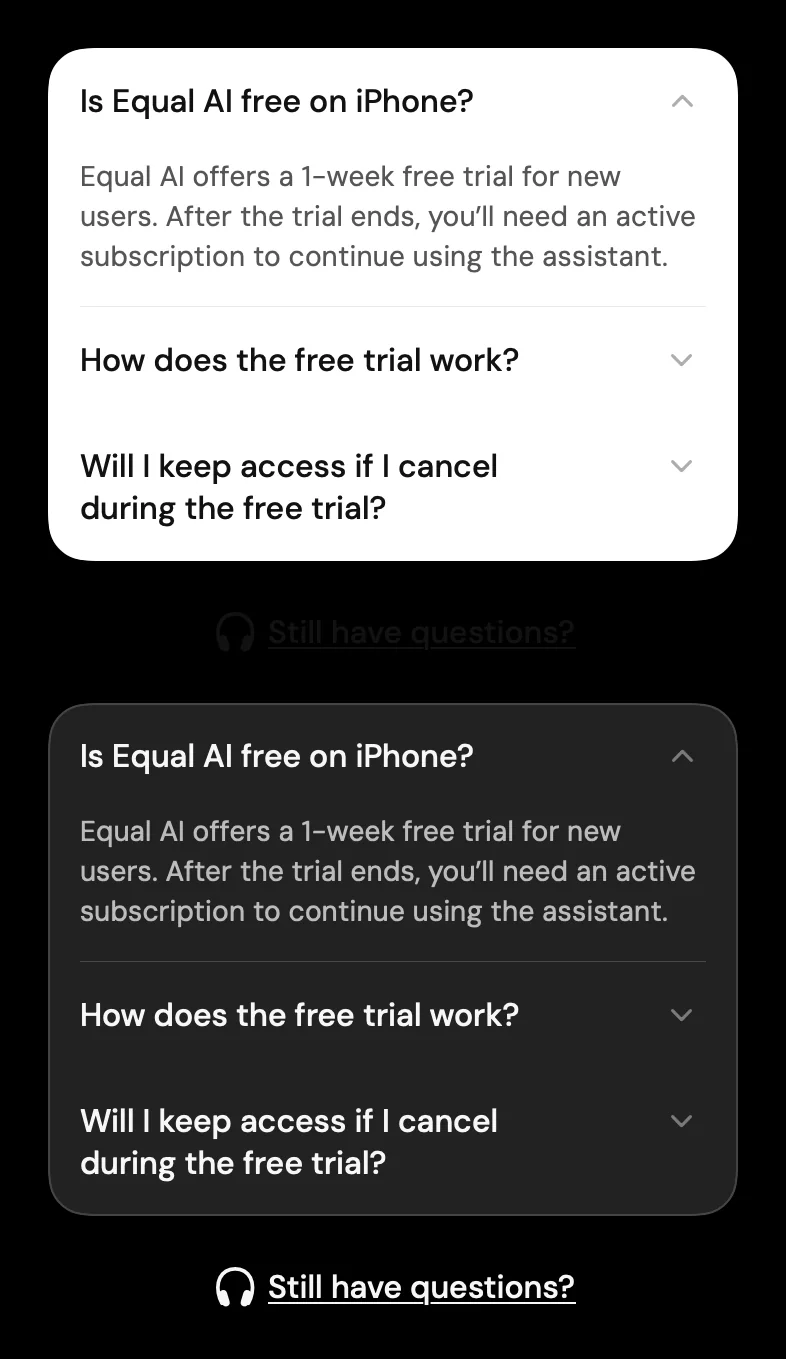 Is Equal AI free on iPhone?
Equal AI offers a 1-week free trial for new
users. After the trial ends, you’ll need an active
subscription to continue using the assistant.
How does the free trial work?
Will I keep access if I cancel
during the free trial?
Still have questions?
Is Equal AI free on iPhone?
Equal AI offers a 1-week free trial for new
users. After the trial ends, you’ll need an active
subscription to continue using the assistant.
How does the free trial work?
Will I keep access if I cancel
during the free trial?
Still have questions?